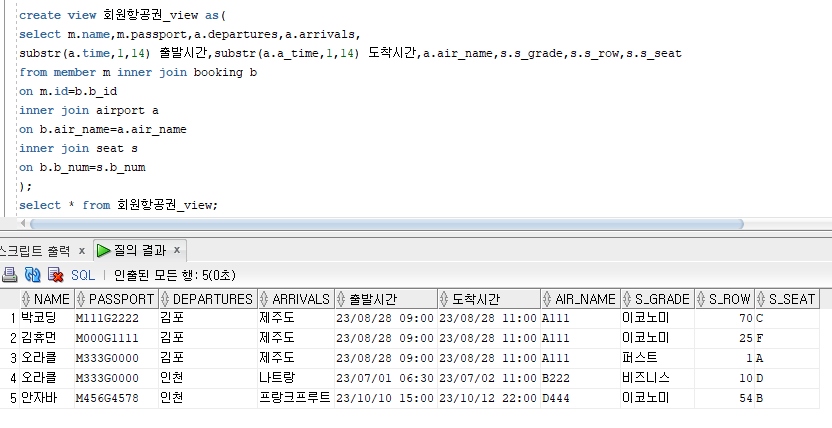 create view 회원항공권_view as(
select m.name,m.passport,a.departures,a.arrivals,
substr(a.time,1,14) 출발시간,substr(a.a_time,1,14) 도착시간,a.air_name,s.s_grade,s.s_row,s.s_seat
from member m inner join booking b
on m.id=b.b_id
inner join airport a
on b.air_name=a.air_name
inner join seat s
on b.b_num=s.b_num
);
select * from 회원항공권_view;
스크립트 출력 x 질의 결과 x
SQL | 인출된 모든 행: 5(0초)
NAME PASSPORT DEPARTURES ARRIVALS 출발시간 도착시간 AIR_NAME S_GRADE S_ROW S_SEAT
1 박코딩 M111G2222 김포 제주도 23/08/28 09:00 23/08/28 11:00 A111 이코노미 70 C
2 김휴먼 M000G1111 김포 제주도 23/08/28 09:00 23/08/28 11:00 A111 이코노미 25 F
3 오라클 M333G0000 김포 제주도 23/08/28 09:00 23/08/28 11:00 A111 퍼스트 1 A
4 오라클 M333G0000 인천 나트랑 23/07/01 06:30 23/07/02 11:00 B222 비즈니스 10 D
5 안자바 M456G4578 인천 프랑크프루트 23/10/10 15:00 23/10/12 22:00 D444 이코노미 54 B